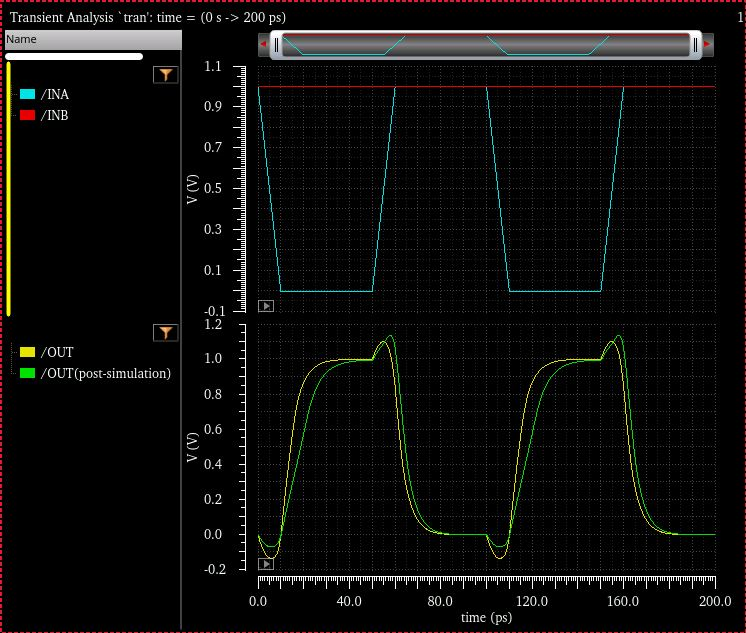 Transient Analysis `tran': time = (0 s -> 200 ps)
1
Name
/INA
/INB
V (V)
1.1
0.9
0.7
0.5
0.3
0.1
-0.1
/OUT
/OUT(post-simulation)
V (V)
1.2
1.0
0.8
0.6
0.4
0.2
0.0
-0.2
0.0 40.0 80.0 120.0 160.0 200.0
time (ps)